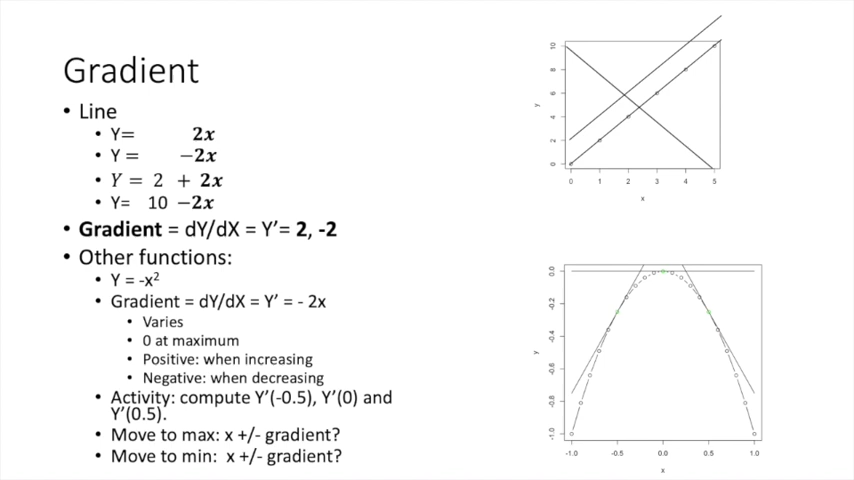 Gradient
• Line
• Y= 2x
• Y = −2x
• Y = 2 + 2x
• Y= 10 −2x
• Gradient = dY/dX = Y’= 2, -2
• Other functions:
• Y = -x²
• Gradient = dY/dX = Y’ = - 2x
• Varies
• 0 at maximum
• Positive: when increasing
• Negative: when decreasing
• Activity: compute Y’(-0.5), Y’(0) and
Y’(0.5).
• Move to max: x +/- gradient?
• Move to min: x +/- gradient?
10
8
6
4
2
0
y
0 1 2 3 4 5
x
0.0
-0.2
-0.4
-0.6
-0.8
-1.0
y
-1.0 -0.5 0.0 0.5 1.0
x